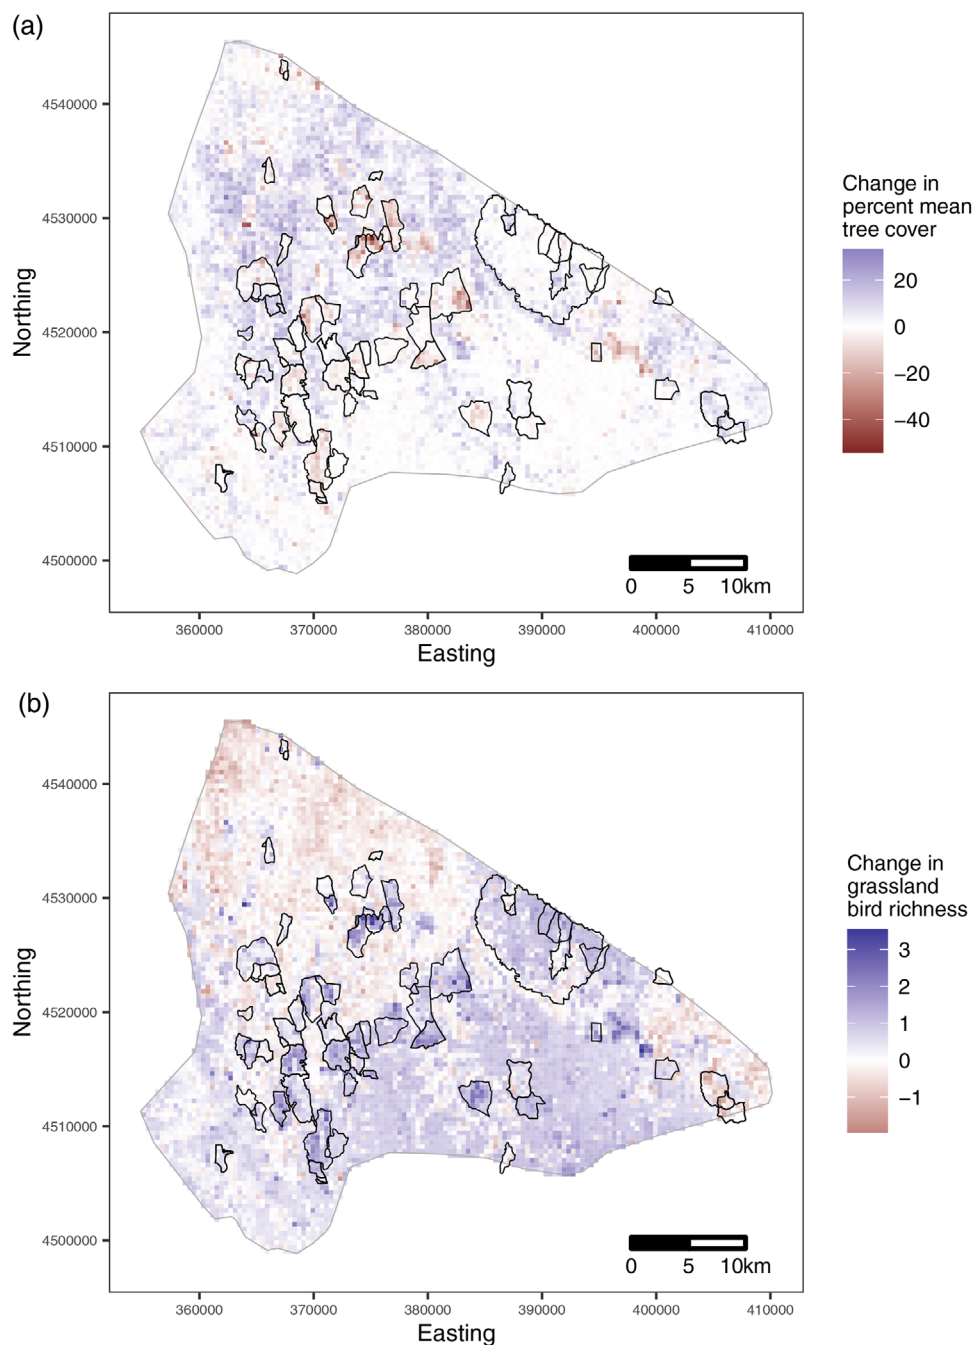 (a)
4540000
4530000
4520000
4510000
4500000
Northing
360000 370000 380000 390000 400000 410000
Easting
0 5 10km
Change in
percent mean
tree cover
20
0
−20
−40
(b)
4540000
4530000
4520000
4510000
4500000
Northing
360000 370000 380000 390000 400000 410000
Easting
0 5 10km
Change in
grassland
bird richness
3
2
1
0
−1